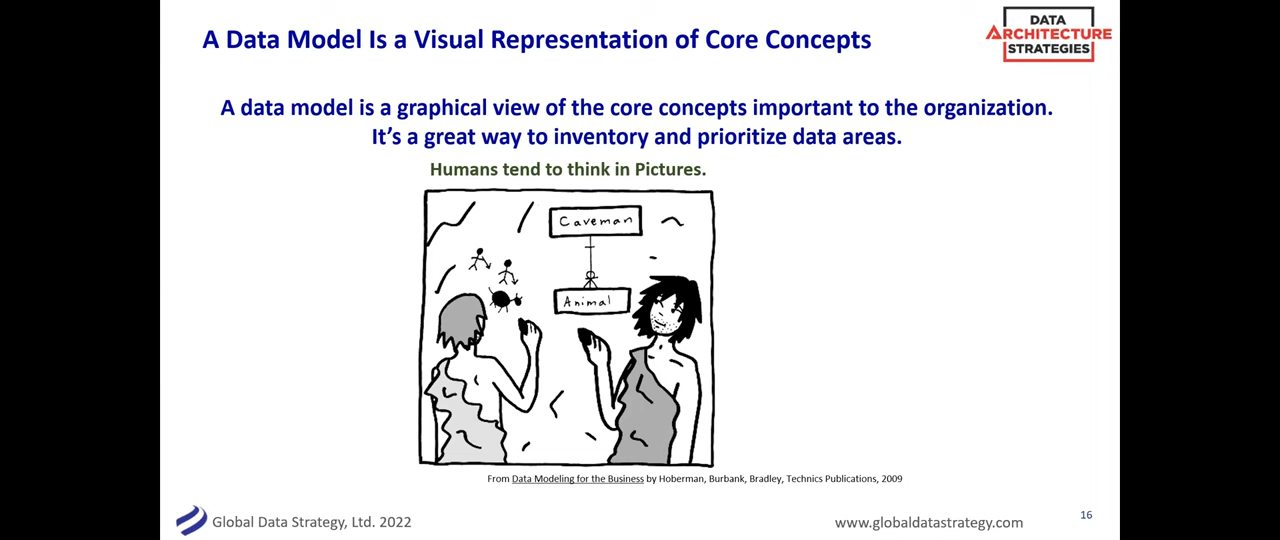 A Data Model Is a Visual Representation of Core Concepts
DATA
ARCHITECTURE
STRATEGIES
A data model is a graphical view of the core concepts important to the organization.
It's a great way to inventory and prioritize data areas.
Humans tend to think in Pictures.
Caveman
Animal
From Data Modeling for the Business by Hoberman, Burbank, Bradley, Technics Publications, 2009
Global Data Strategy, Ltd. 2022
www.globaldatastrategy.com
16